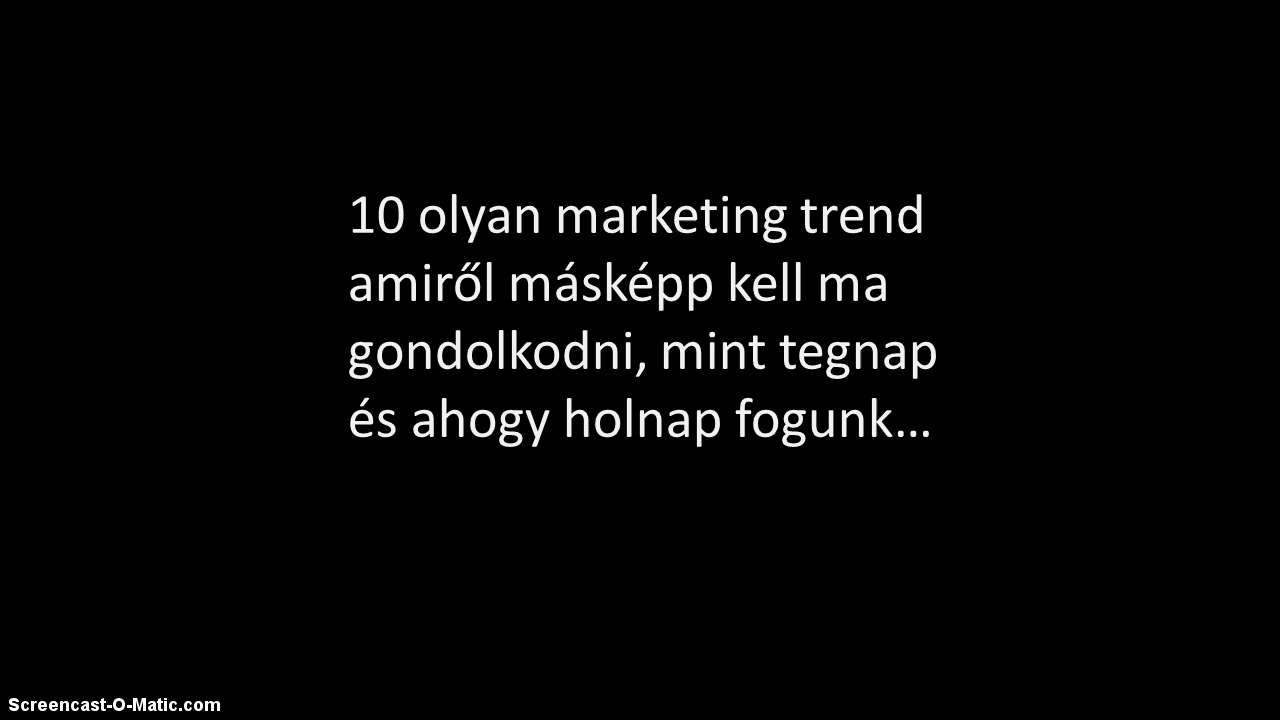 10 olyan marketing trend
amiről másképp kell ma
gondolkodni, mint tegnap
és ahogy holnap fogunk…
Screencast-O-Matic.com